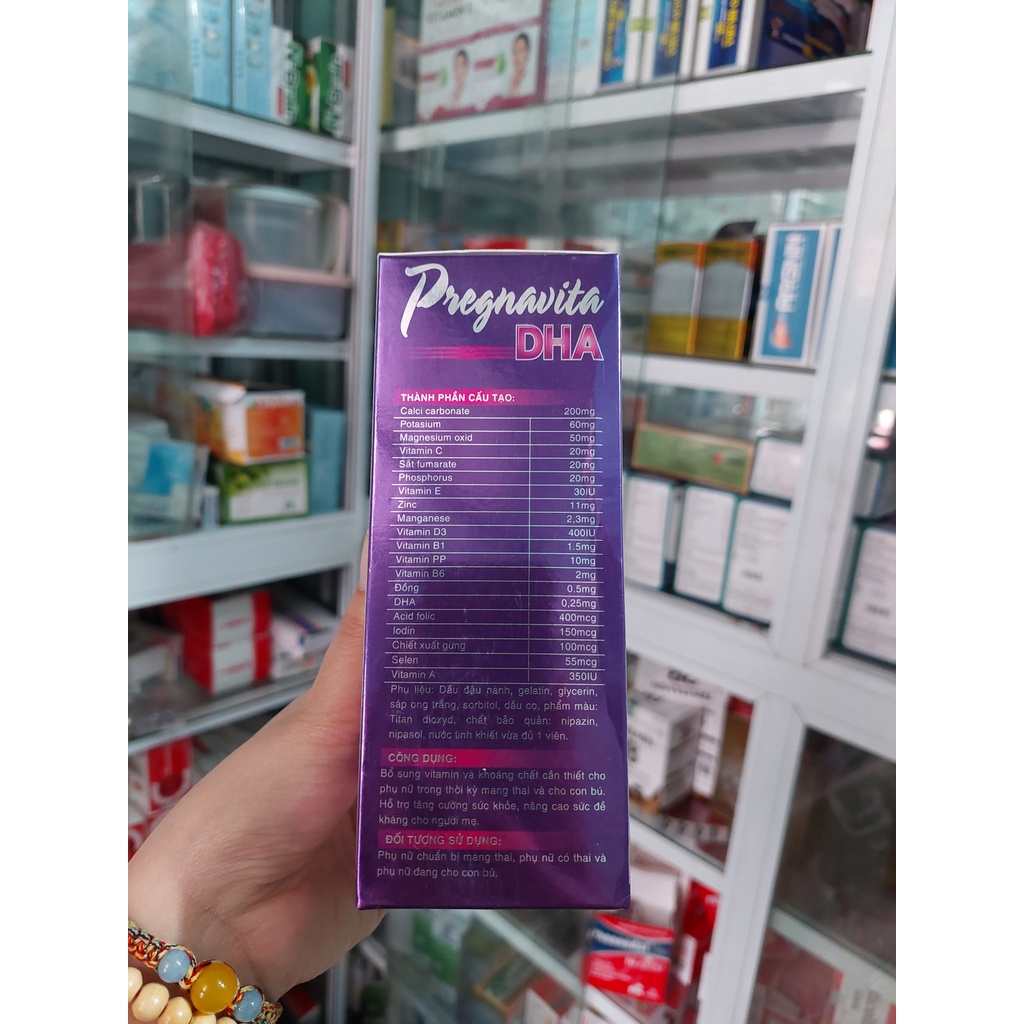 Pregnavita
DHA
THÀNH PHẦN CẤU TẠO:
Calci carbonate 200mg
Potasium 60mg
Magnesium oxid 50mg
Vitamin C 20mg
Sắt fumarate 20mg
Phosphorus 20mg
Vitamin E 30IU
Zinc 11mg
Manganese 2,3mg
Vitamin D3 400IU
Vitamin B1 1.5mg
Vitamin PP 10mg
Vitamin B6 2mg
Đồng 0.5mg
DHA 0,25mg
Acid folic 400mcg
Iodin 150mcg
Chiết xuất gừng 100mcg
Selen 55mcg
Vitamin A 350IU
Phụ liệu: Dầu đậu nành, gelatin, glycerin,
sáp ong trắng, sorbitol, dầu cọ, phẩm màu:
Titan dioxyd, chất bảo quản: nipazin,
nipasol, nước tinh khiết vừa đủ 1 viên.
CÔNG DỤNG:
Bổ sung vitamin và khoáng chất cần thiết cho
phụ nữ trong thời kỳ mang thai và cho con bú.
Hỗ trợ tăng cường sức khỏe, nâng cao sức đề
kháng cho người mẹ.
ĐỐI TƯỢNG SỬ DỤNG:
Phụ nữ chuẩn bị mang thai, phụ nữ có thai và
phụ nữ đang cho con bú.